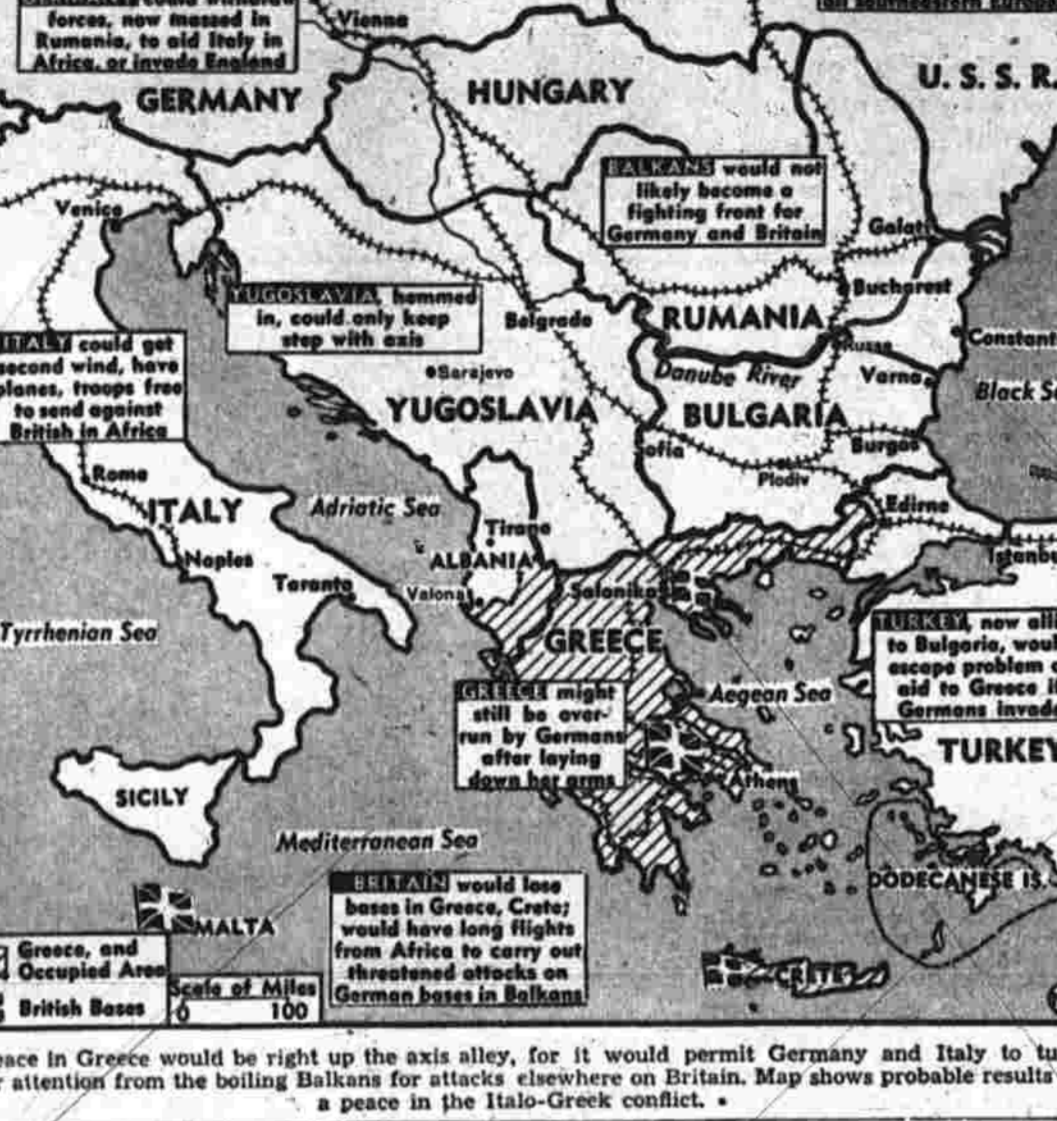 forces, now massed in
Rumania, to aid Italy in
Africa, or invade England
Vienna
GERMANY
HUNGARY
U. S. S. R.
BALKANS would not
likely become a
fighting front for
Germany and Britain
Venice
Galati
YUGOSLAVIA, hemmed
in, could only keep
step with axis
Belgrade
RUMANIA
Bucharest
Russe
Constant
ITALY could get
second wind, have
planes, troops free
to send against
British in Africa
Sarajevo
Danube River
Varna
Black S
YUGOSLAVIA
BULGARIA
Sofia
Burgas
Plodiv
Rome
ITALY
Adriatic Sea
Tirane
Edirne
Naples
ALBANIA
Istanb
Taranto
Valona
Salonika
Tyrrhenian Sea
GREECE
TURKEY, now alli
to Bulgaria, woul
escape problem
aid to Greece i
Germans invad
GREECE might
still be over-
run by Germans
after laying
down her arms
Aegean Sea
TURKEY
Athens
SICILY
Mediterranean Sea
DODECANESE IS.
BRITAIN would lose
bases in Greece, Crete;
would have long flights
from Africa to carry out
threatened attacks on
German bases in Balkans
MALTA
CRETE
Greece, and
Occupied Area
British Bases
Scale of Miles
0 100
eace in Greece would be right up the axis alley, for it would permit Germany and Italy to tu
r attention from the boiling Balkans for attacks elsewhere on Britain. Map shows probable results
a peace in the Italo-Greek conflict.